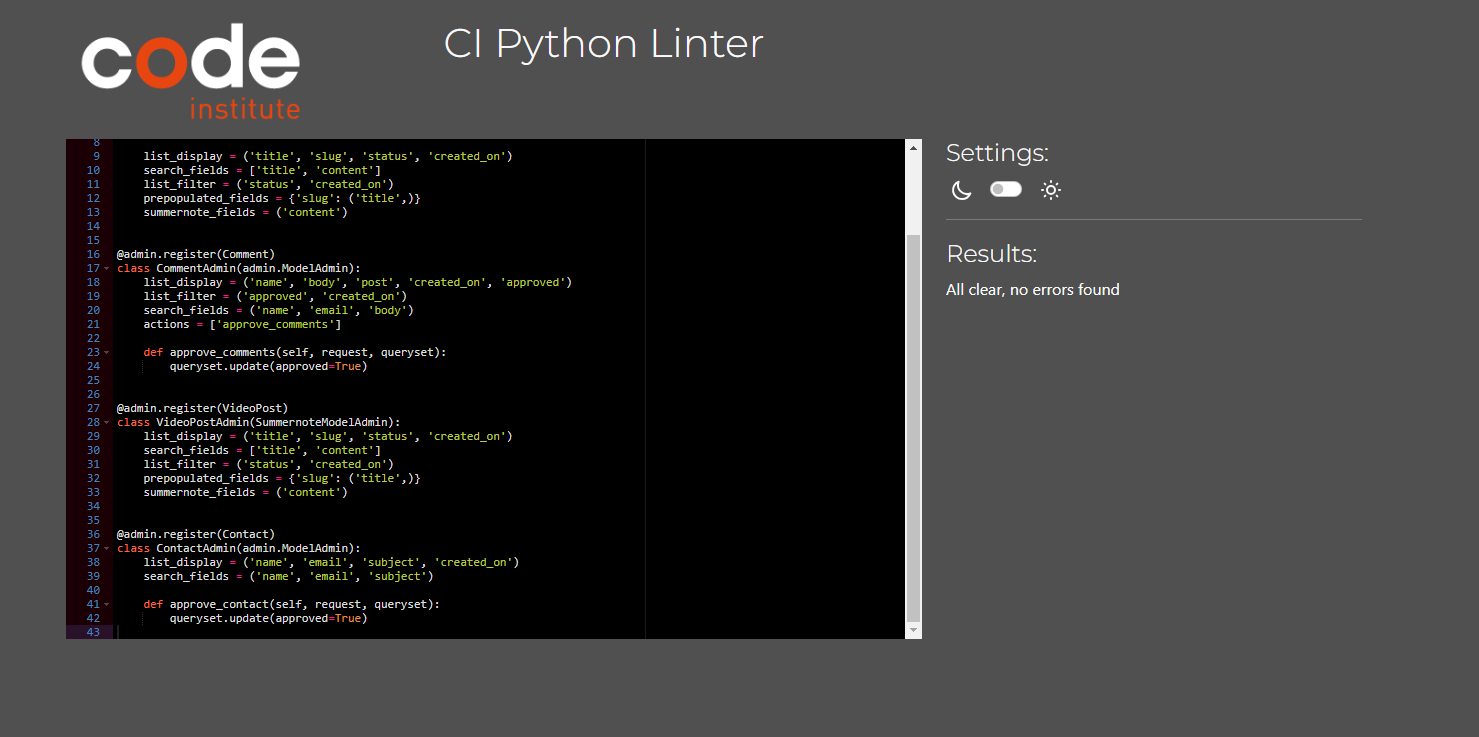 code
institute
CI Python Linter
8
9 list_display = ('title', 'slug', 'status', 'created_on')
10 search_fields = ['title', 'content']
11 list_filter = ('status', 'created_on')
12 prepopulated_fields = {'slug': ('title',)}
13 summernote_fields = ('content')
14
15
16 @admin.register(Comment)
17 class CommentAdmin(admin.ModelAdmin):
18 list_display = ('name', 'body', 'post', 'created_on', 'approved')
19 list_filter = ('approved', 'created_on')
20 search_fields = ('name', 'email', 'body')
21 actions = ['approve_comments']
22
23 def approve_comments(self, request, queryset):
24 queryset.update(approved=True)
25
26
27 @admin.register(VideoPost)
28 class VideoPostAdmin(SummernoteModelAdmin):
29 list_display = ('title', 'slug', 'status', 'created_on')
30 search_fields = ['title', 'content']
31 list_filter = ('status', 'created_on')
32 prepopulated_fields = {'slug': ('title',)}
33 summernote_fields = ('content')
34
35
36 @admin.register(Contact)
37 class ContactAdmin(admin.ModelAdmin):
38 list_display = ('name', 'email', 'subject', 'created_on')
39 search_fields = ('name', 'email', 'subject')
40
41 def approve_contact(self, request, queryset):
42 queryset.update(approved=True)
43
Settings:
Results:
All clear, no errors found